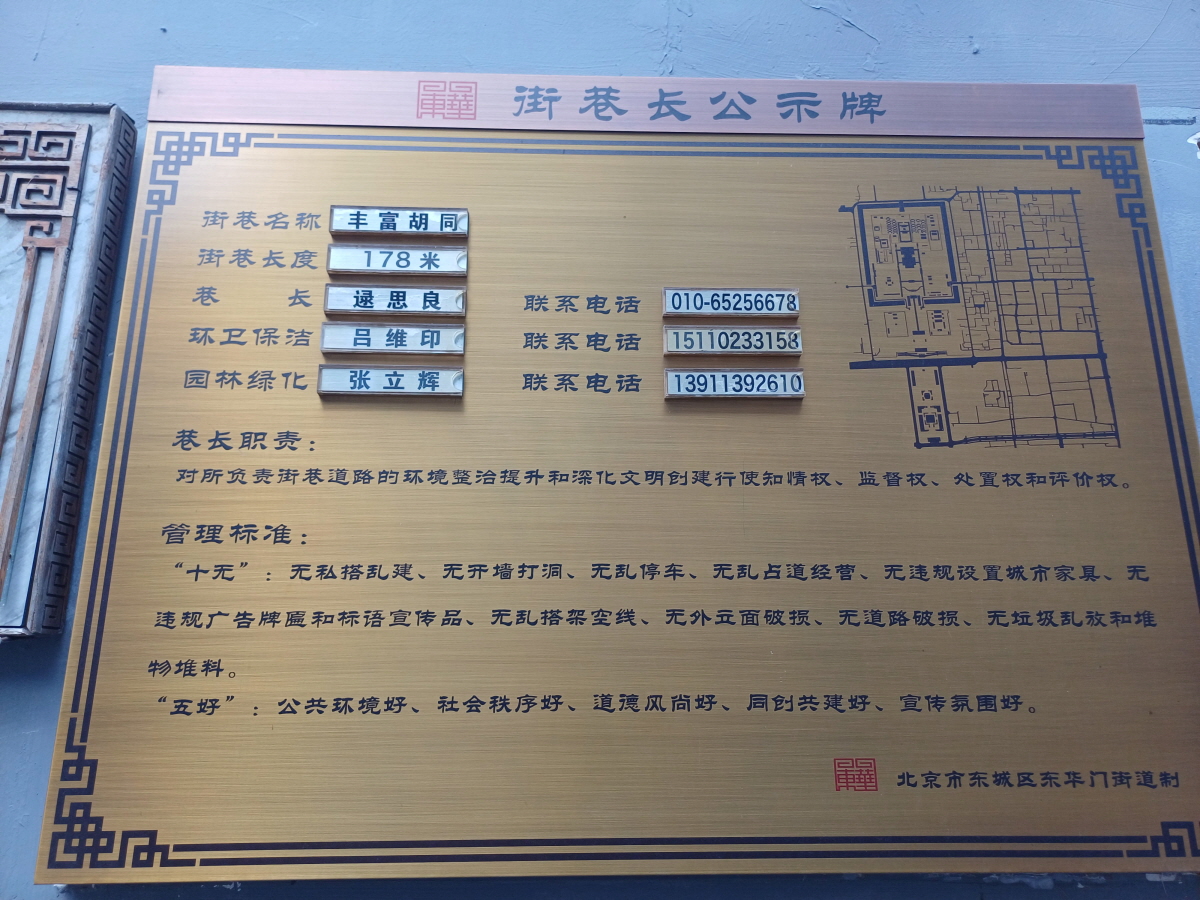 街巷长公示牌
街巷名称 丰富胡同
街巷长度 178米
巷长 逯思良 联系电话 010-65256678
环卫保洁 吕维印 联系电话 15110233158
园林绿化 张立辉 联系电话 13911392610
巷长职责：
对所负责街巷道路的环境整治提升和深化文明创建行使知情权、监督权、处置权和评价权。
管理标准：
“十无”：无私搭乱建、无开墙打洞、无乱停车、无乱占道经营、无违规设置城市家具、无
违规广告牌匾和标语宣传品、无乱搭架空线、无外立面破损、无道路破损、无垃圾乱放和堆
物堆料。
“五好”：公共环境好、社会秩序好、道德风尚好、同创共建好、宣传氛围好。
北京市东城区东华门街道制